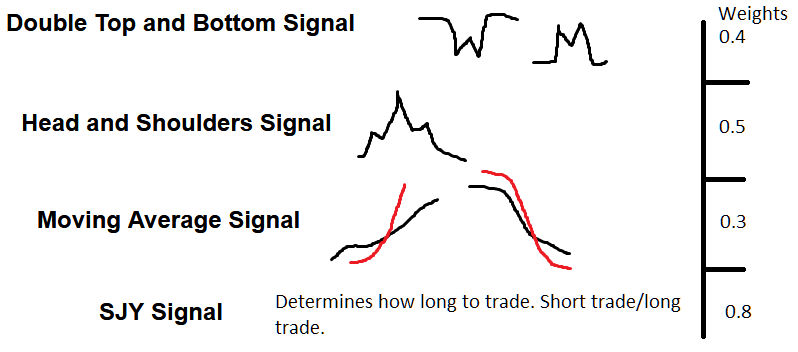 Weights
Double Top and Bottom Signal
0.4
Head and Shoulders Signal
0.5
Moving Average Signal
0.3
SJY Signal
Determines how long to trade. Short trade/long
trade.
0.8